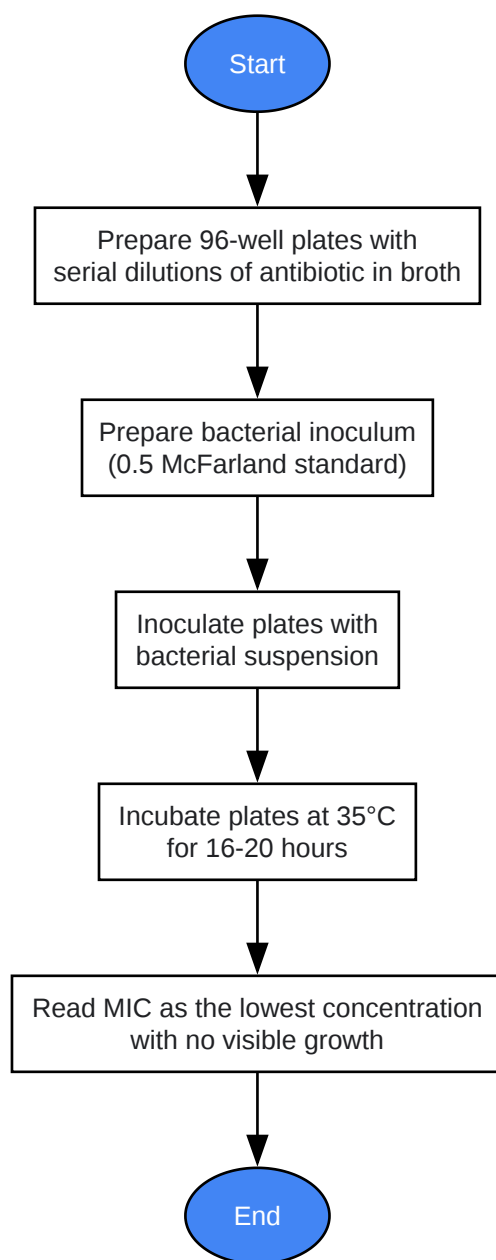 Start
Prepare 96-well plates with
serial dilutions of antibiotic in broth
Prepare bacterial inoculum
(0.5 McFarland standard)
Inoculate plates with
bacterial suspension
Incubate plates at 35°C
for 16-20 hours
Read MIC as the lowest concentration
with no visible growth
End